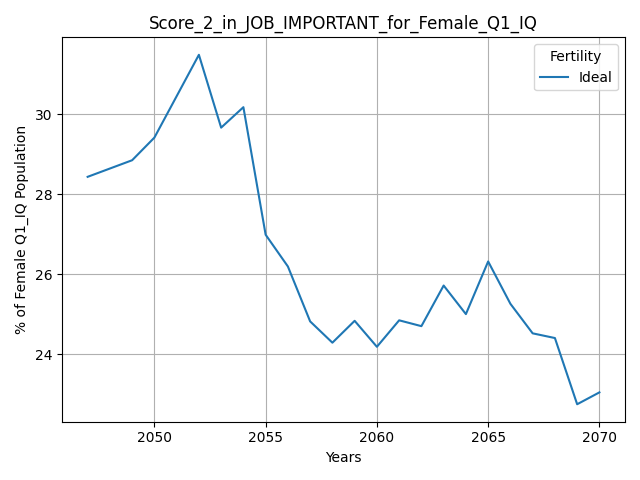 Score_2_in_JOB_IMPORTANT_for_Female_Q1_IQ
Fertility
Ideal
% of Female Q1_IQ Population
30
28
26
24
2050 2055 2060 2065 2070
Years